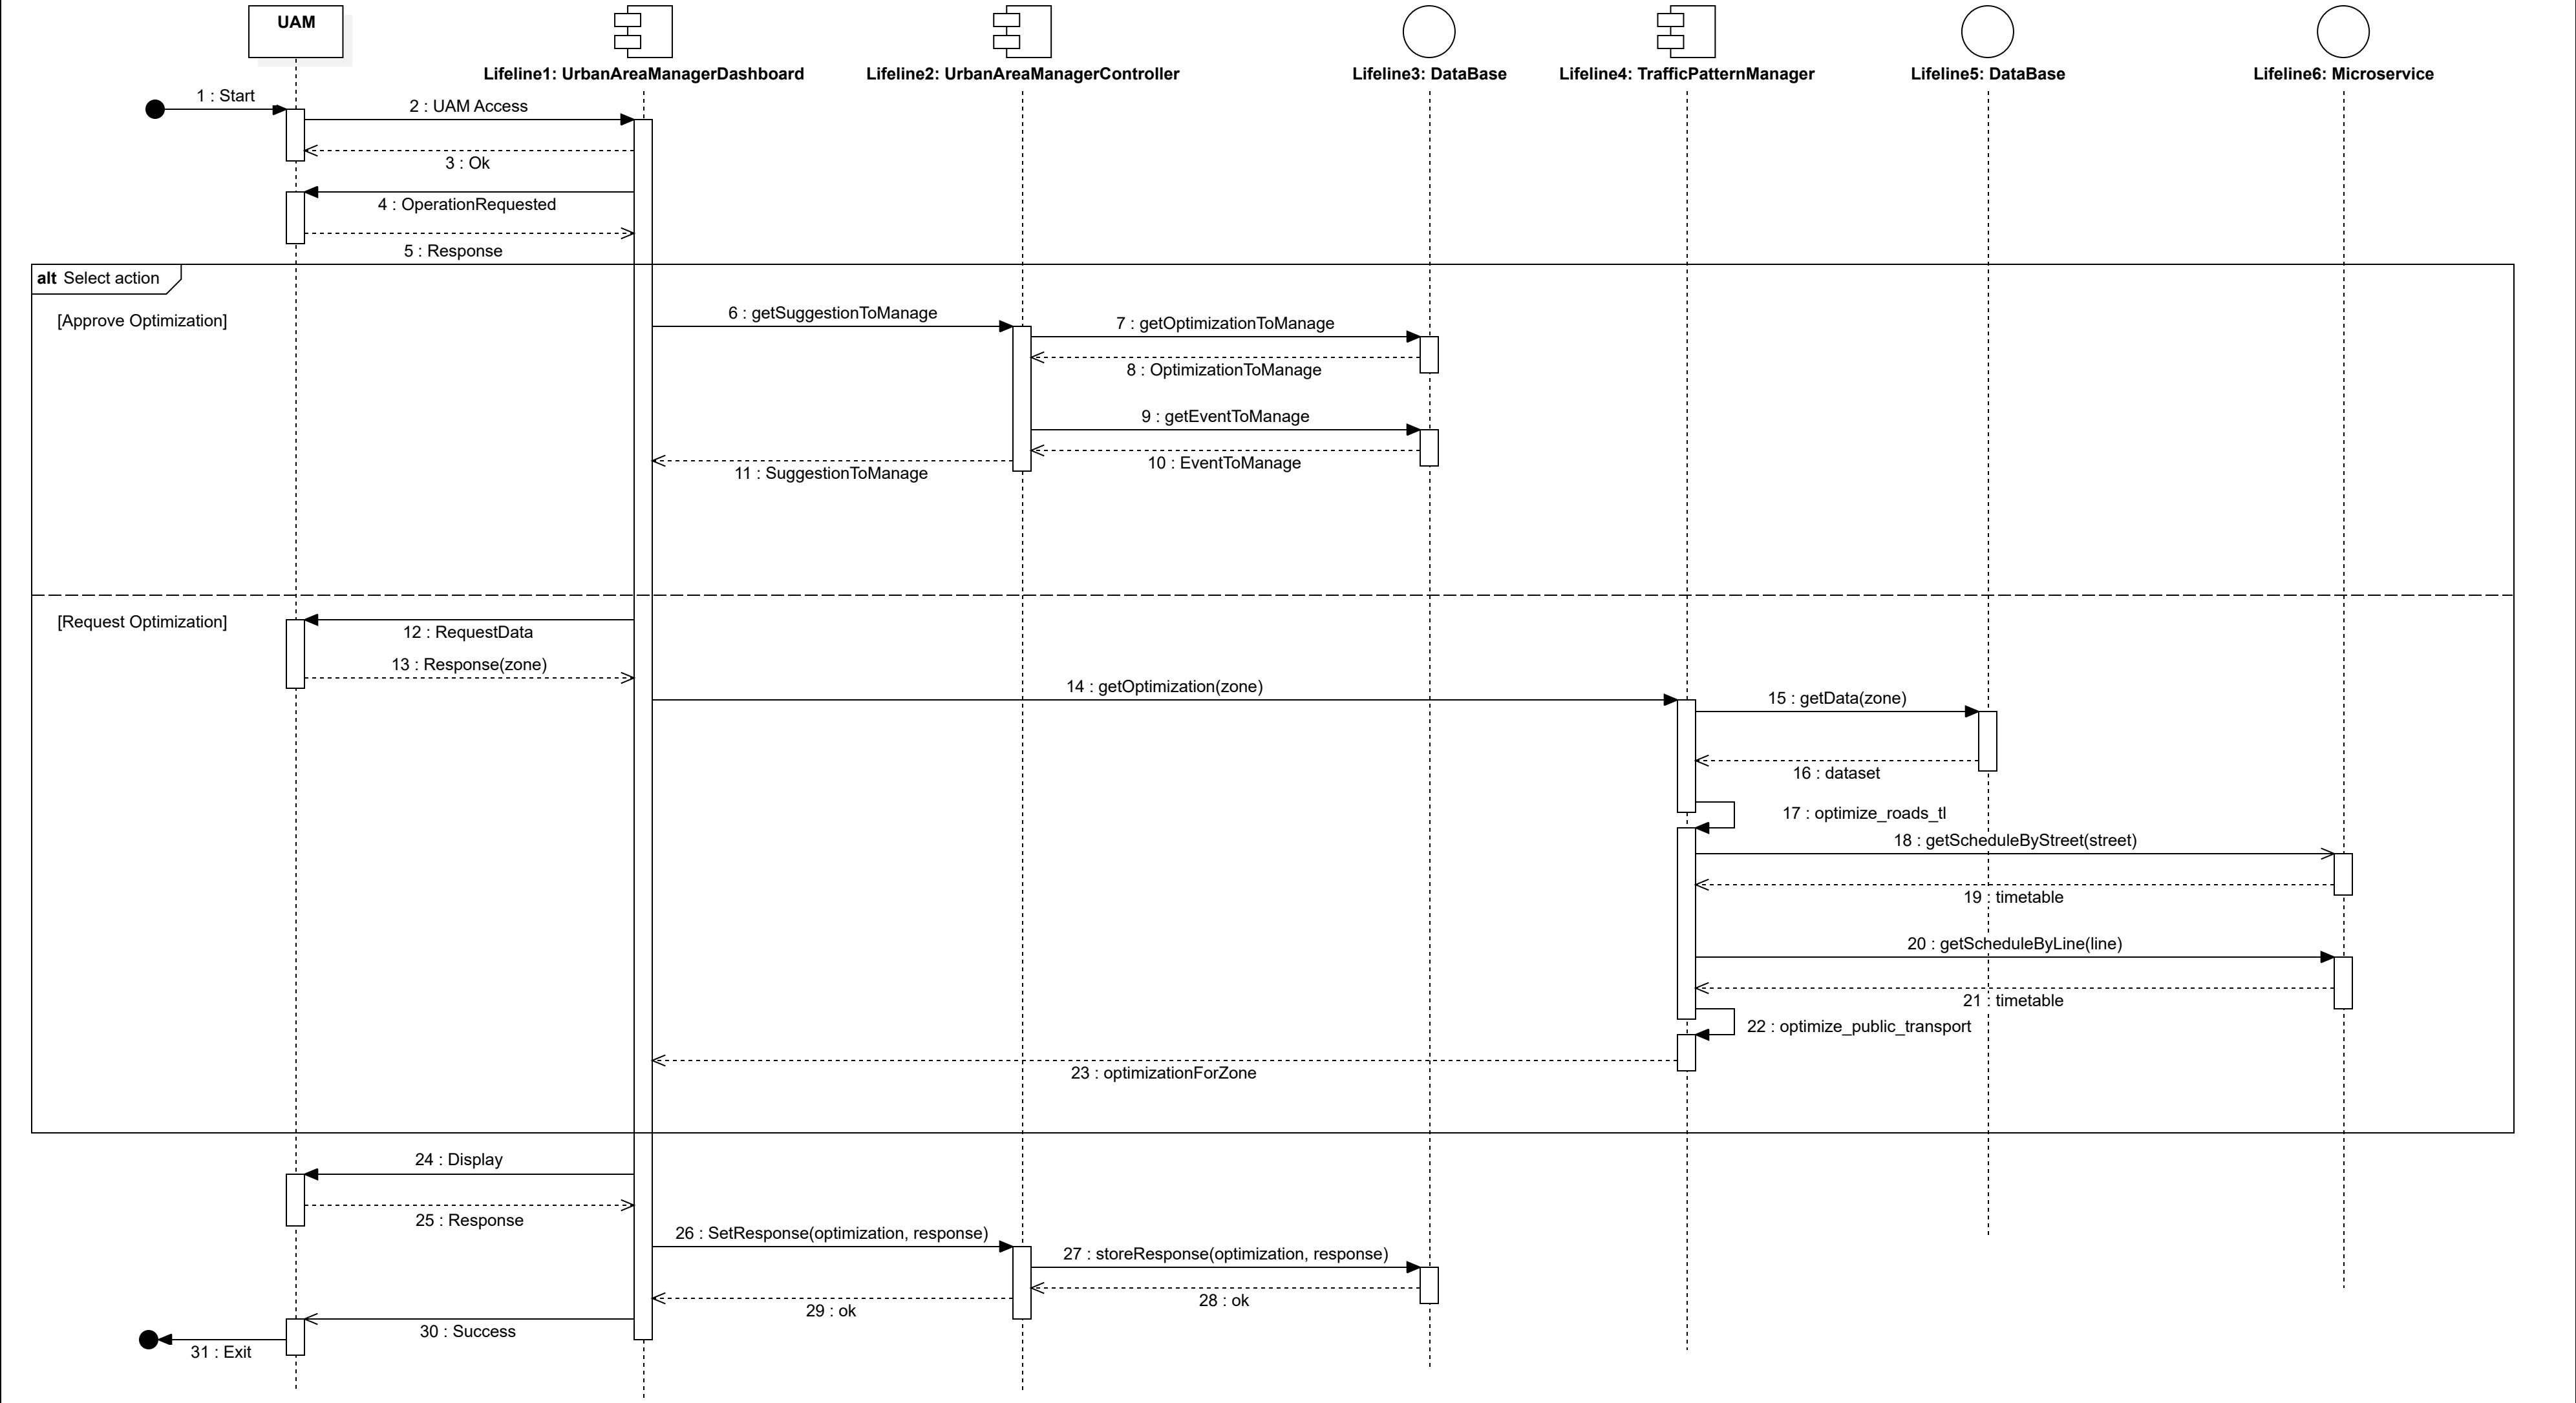 UAM
Lifeline1: UrbanAreaManagerDashboard
Lifeline2: UrbanAreaManagerController
Lifeline3: DataBase
Lifeline4: TrafficPatternManager
Lifeline5: DataBase
Lifeline6: Microservice
1 : Start
2 : UAM Access
3 : Ok
4 : OperationRequested
5 : Response
alt Select action
[Approve Optimization]
6 : getSuggestionToManage
7 : getOptimizationToManage
8 : OptimizationToManage
9 : getEventToManage
10 : EventToManage
11 : SuggestionToManage
[Request Optimization]
12 : RequestData
13 : Response(zone)
14 : getOptimization(zone)
15 : getData(zone)
16 : dataset
17 : optimize_roads_tl
18 : getScheduleByStreet(street)
19 : timetable
20 : getScheduleByLine(line)
21 : timetable
22 : optimize_public_transport
23 : optimizationForZone
24 : Display
25 : Response
26 : SetResponse(optimization, response)
27 : storeResponse(optimization, response)
28 : ok
29 : ok
30 : Success
31 : Exit